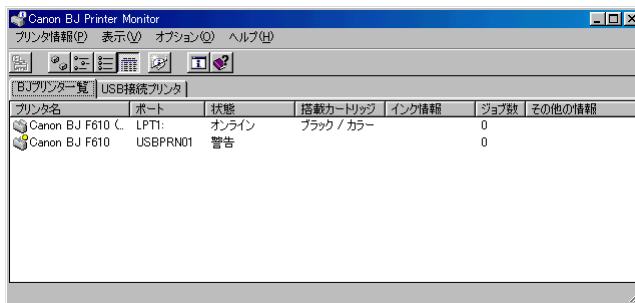 Canon BJ Printer Monitor
プリンタ情報(P) 表示(V) オプション(O) ヘルプ(H)
BJプリンター覧 USB接続プリンタ
プリンタ名 ポート 状態 搭載カートリッジ インク情報 ジョブ数 その他の情報
Canon BJ F610 (... LPT1: オンライン ブラック / カラー 0
Canon BJ F610 USBPRN01 警告 0